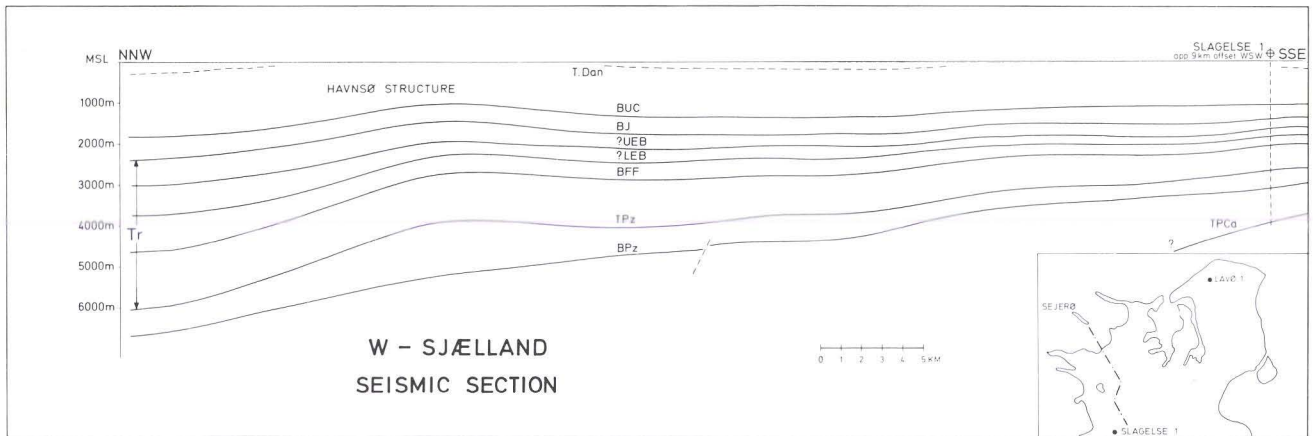 MSL NNW
SLAGELSE 1
app 9km offset WSW SSE
T.Dan
HAVNSØ STRUCTURE
1000m
BUC
BJ
2000m
?UEB
?LEB
3000m
BFF
4000m
TPz
TPCa
Tr
BPz
?
5000m
6000m
LAVØ 1
SEJERØ
W – SJÆLLAND
SEISMIC SECTION
0 1 2 3 4 5 KM
SLAGELSE 1